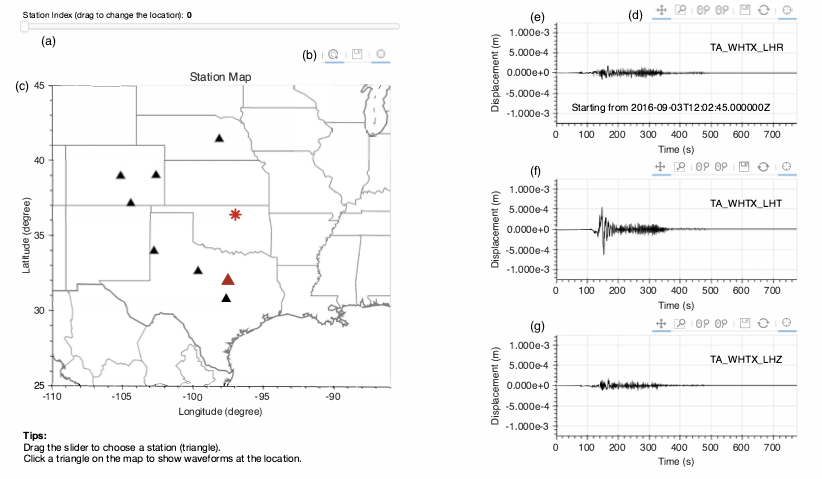 Station Index (drag to change the location): 0
(a)
(b)
(c)
Station Map
45
40
35
30
25
Latitude (degree)
-110
-105
-100
-95
-90
Longitude (degree)
Tips:
Drag the slider to choose a station (triangle).
Click a triangle on the map to show waveforms at the location.
(d)
(e)
TA_WHTX_LHR
1.000e-3
5.000e-4
0.000e+0
-5.000e-4
-1.000e-3
Displacement (m)
Starting from 2016-09-03T12:02:45.000000Z
0 100 200 300 400 500 600 700
Time (s)
(f)
TA_WHTX_LHT
1.000e-3
5.000e-4
0.000e+0
-5.000e-4
-1.000e-3
Displacement (m)
0 100 200 300 400 500 600 700
Time (s)
(g)
TA_WHTX_LHZ
1.000e-3
5.000e-4
0.000e+0
-5.000e-4
-1.000e-3
Displacement (m)
0 100 200 300 400 500 600 700
Time (s)